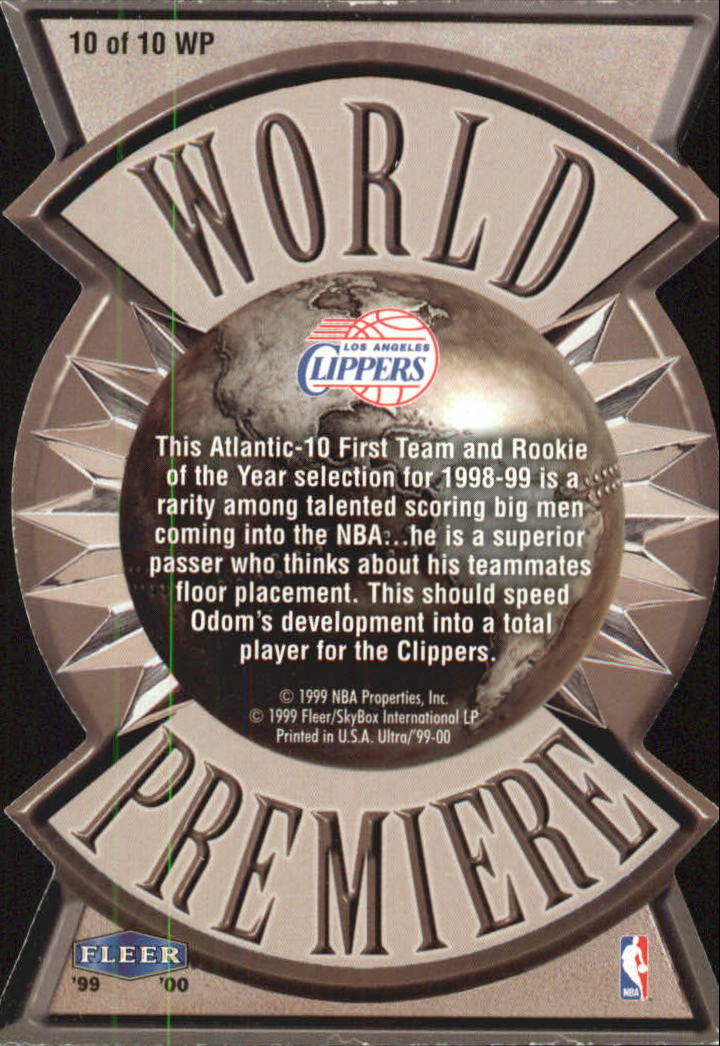 10 of 10 WP
WORLD
LOS ANGELES
CLIPPERS
This Atlantic-10 First Team and Rookie
of the Year selection for 1998-99 is a
rarity among talented scoring big men
coming into the NBA...he is a superior
passer who thinks about his teammates
floor placement. This should speed
Odom's development into a total
player for the Clippers.
© 1999 NBA Properties, Inc.
© 1999 Fleer/SkyBox International LP
Printed in U.S.A. Ultra/'99-00
PREMIERE
FLEER
'99 '00
NBA